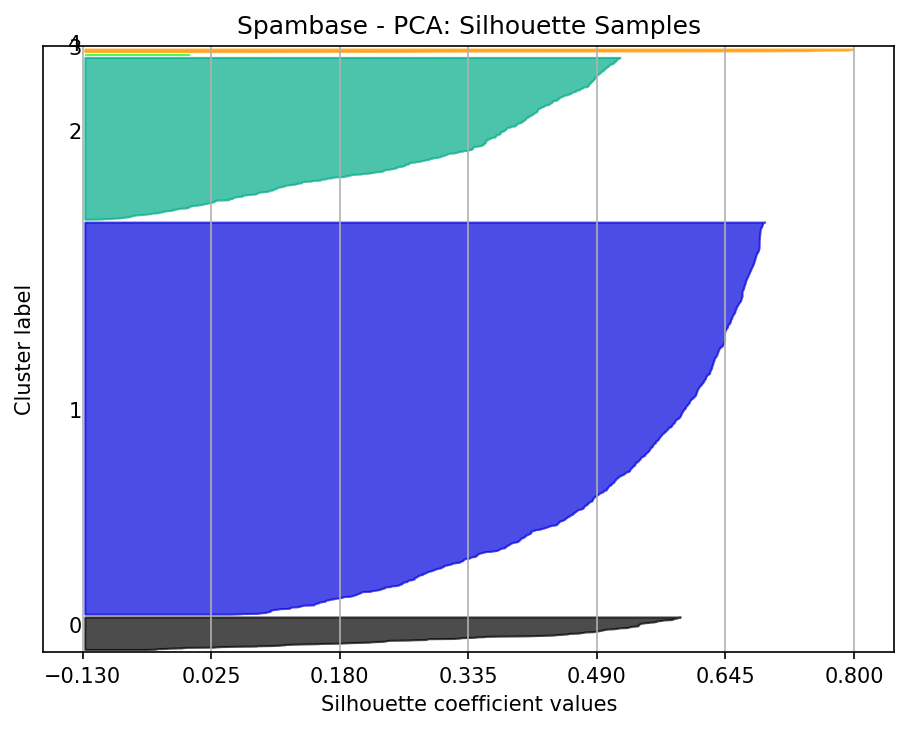 Spambase - PCA: Silhouette Samples
4
3
2
1
0
Cluster label
−0.130 0.025 0.180 0.335 0.490 0.645 0.800
Silhouette coefficient values